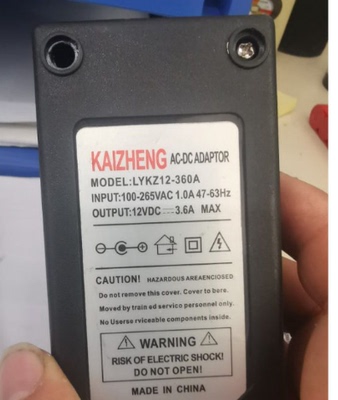 KAIZHENG AC-DC ADAPTOR
MODEL:LYKZ12-360A
INPUT:100-265VAC 1.0A 47-63Hz
OUTPUT:12VDC⎓3.6A MAX
CAUTION! HAZARDOUS AREAENCIOSED
Do not remove this cover. Cover to bare.
Moved by train ed service personnel only.
No Userse rviceable components inside.
WARNING
RISK OF ELECTRIC SHOCK!
DO NOT OPEN!
MADE IN CHINA